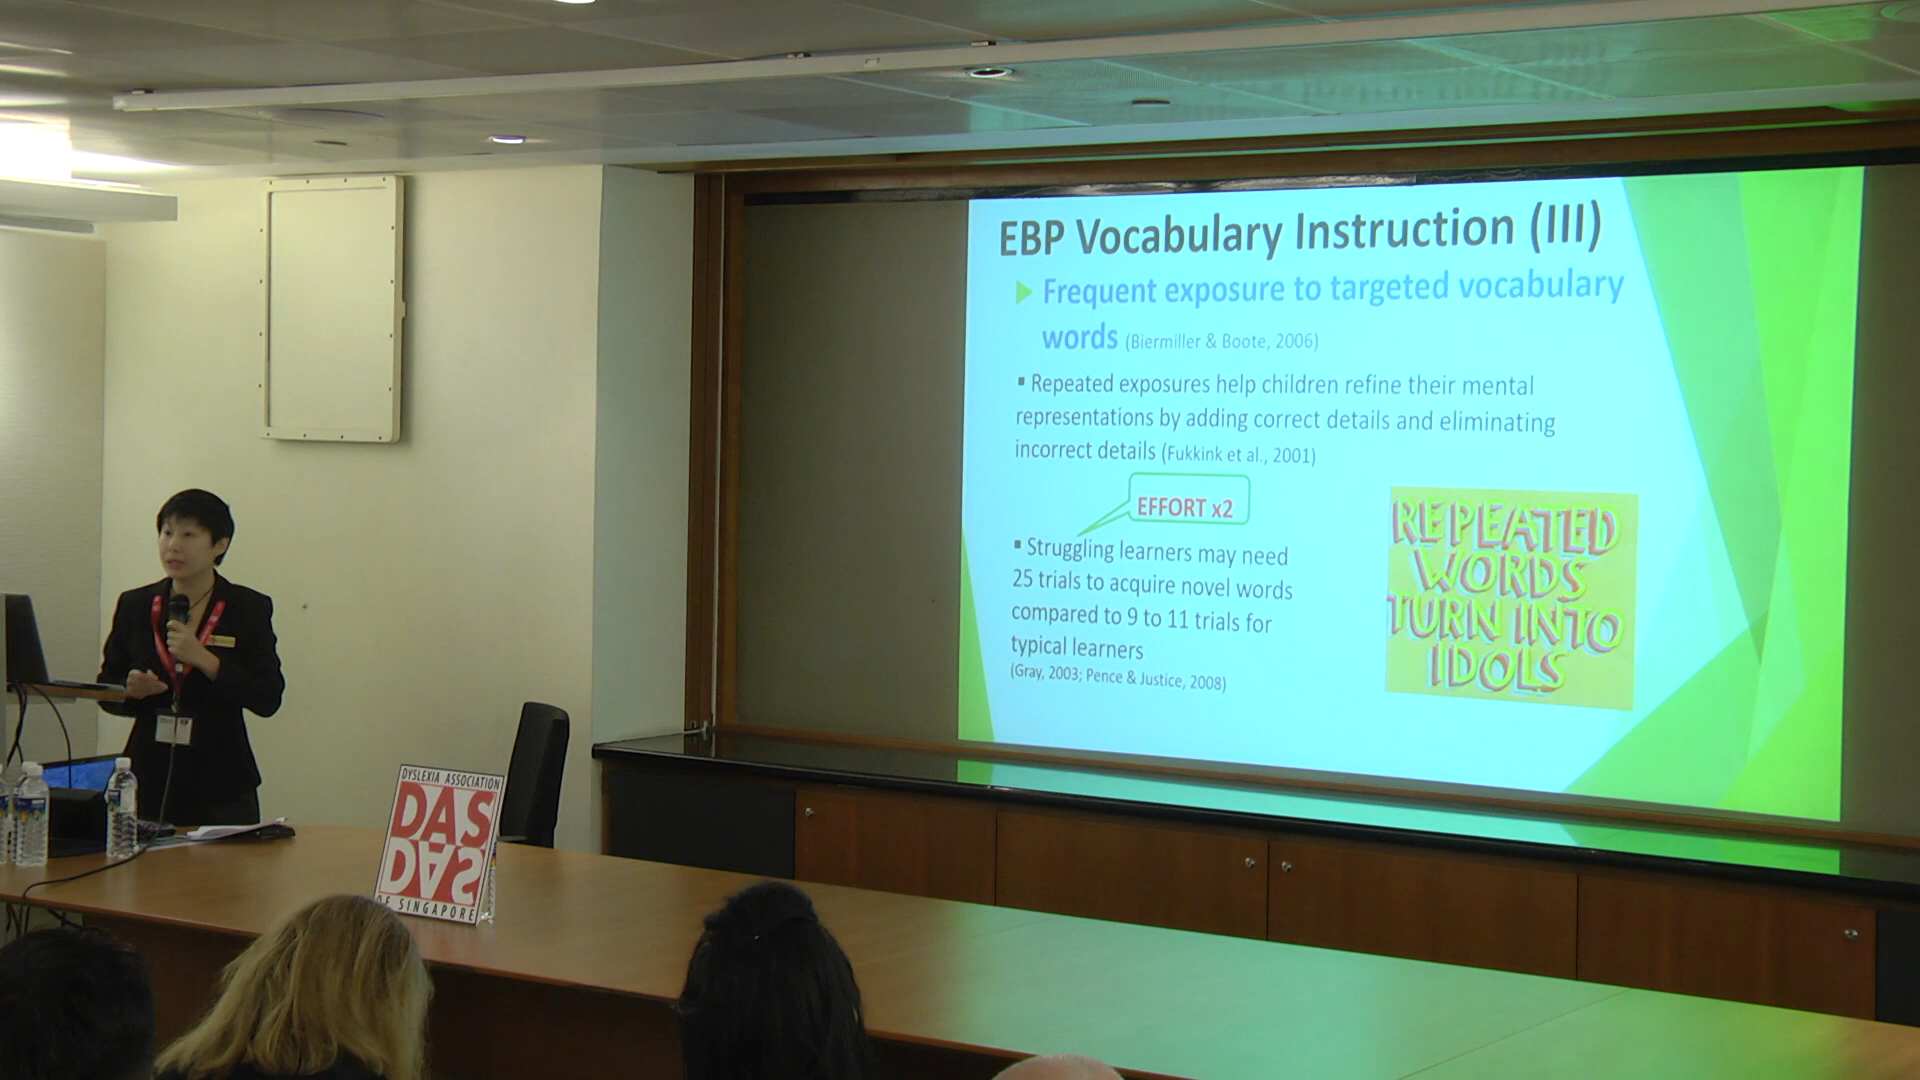 EBP Vocabulary Instruction (III)
Frequent exposure to targeted vocabulary
words (Biermiller & Boote, 2006)
Repeated exposures help children refine their mental
representations by adding correct details and eliminating
incorrect details (Fukkink et al., 2001)
EFFORT x2
Struggling learners may need
25 trials to acquire novel words
compared to 9 to 11 trials for
typical learners
(Gray, 2003; Pence & Justice, 2008)
REPEATED
WORDS
TURN INTO
IDOLS
DYSLEXIA ASSOCIATION
DAS
DAS
OF SINGAPORE